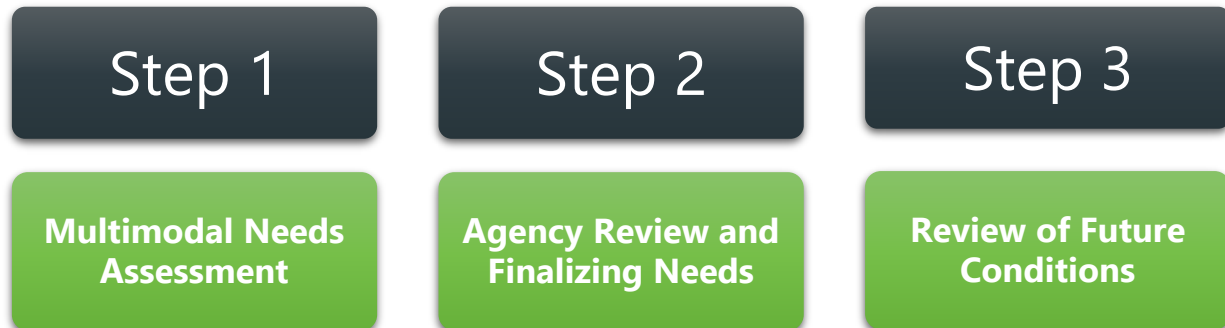 Step 1
Step 2
Step 3
Multimodal Needs
Assessment
Agency Review and
Finalizing Needs
Review of Future
Conditions